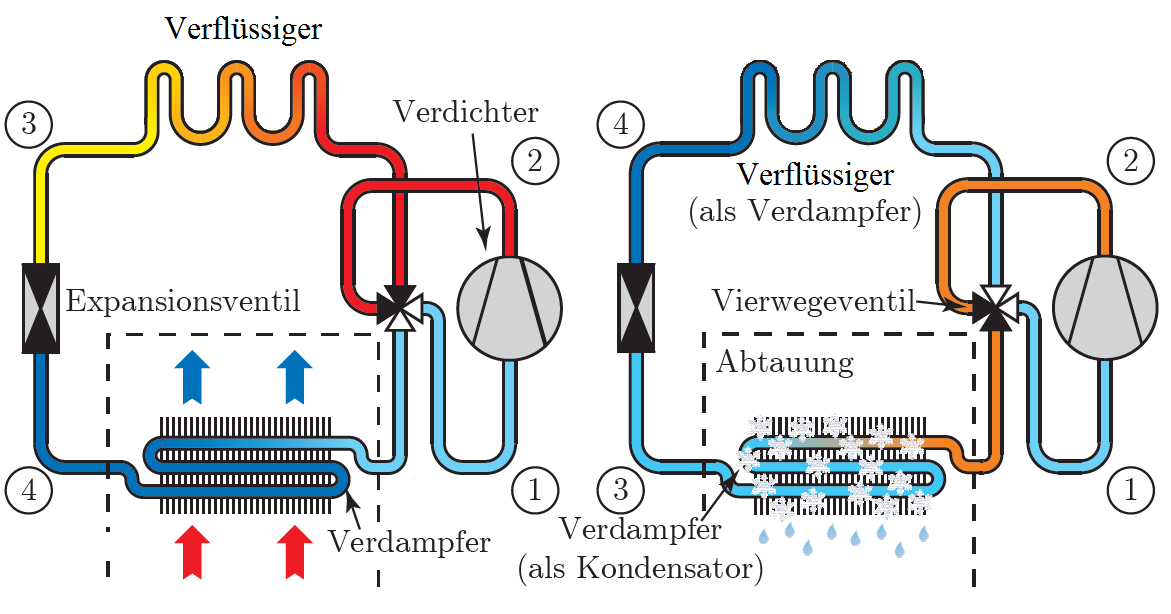 Verflüssiger
3
Verdichter
2
Expansionsventil
4
1
Verdampfer
4
Verflüssiger
(als Verdampfer)
2
Vierwegeventil
Abtauung
3
1
Verdampfer
(als Kondensator)